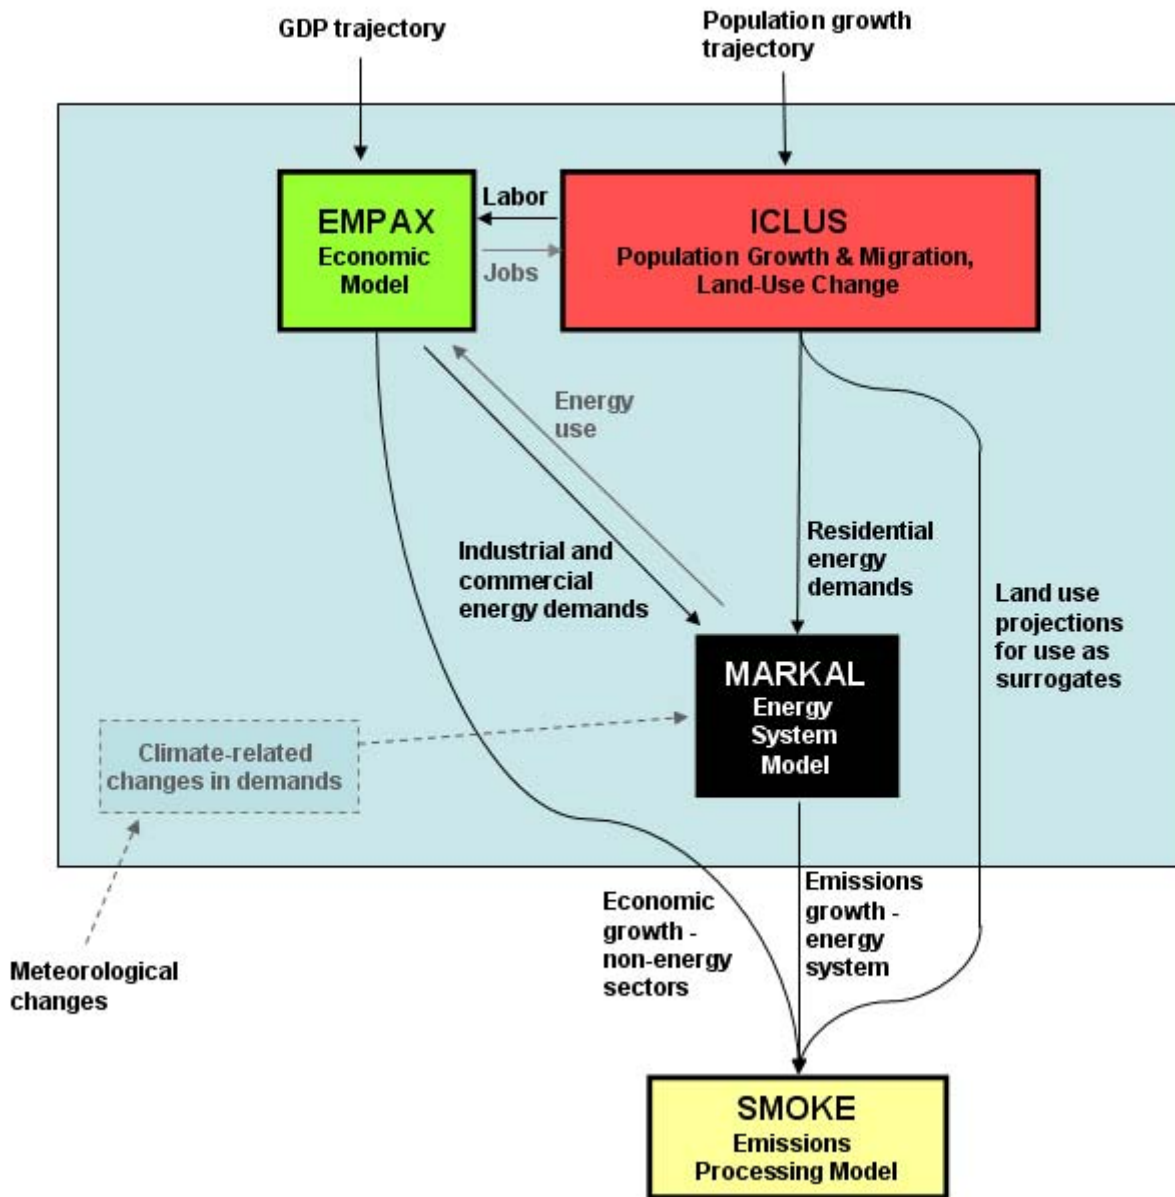 GDP trajectory
Population growth
trajectory
EMPAX
Economic
Model
Labor
Jobs
ICLUS
Population Growth & Migration,
Land-Use Change
Energy
use
Industrial and
commercial
energy demands
Residential
energy
demands
Land use
projections
for use as
surrogates
MARKAL
Energy
System
Model
Climate-related
changes in demands
Meteorological
changes
Economic
growth -
non-energy
sectors
Emissions
growth -
energy
system
SMOKE
Emissions
Processing Model